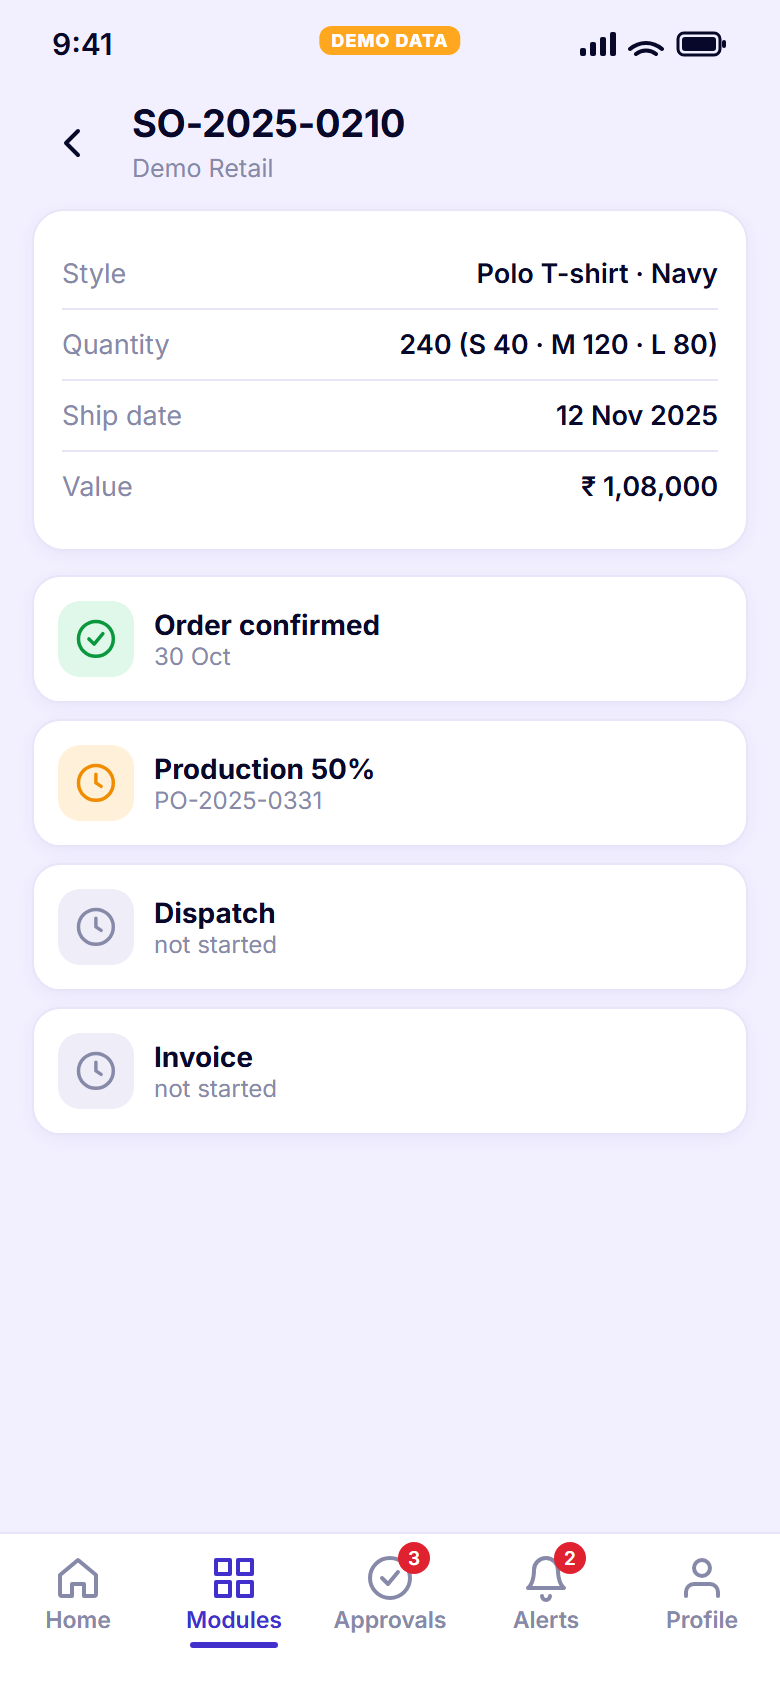 9:41
DEMO DATA
SO-2025-0210
Demo Retail
Style
Polo T-shirt · Navy
Quantity
240 (S 40 · M 120 · L 80)
Ship date
12 Nov 2025
Value
₹ 1,08,000
Order confirmed
30 Oct
Production 50%
PO-2025-0331
Dispatch
not started
Invoice
not started
3
2
Home
Modules
Approvals
Alerts
Profile